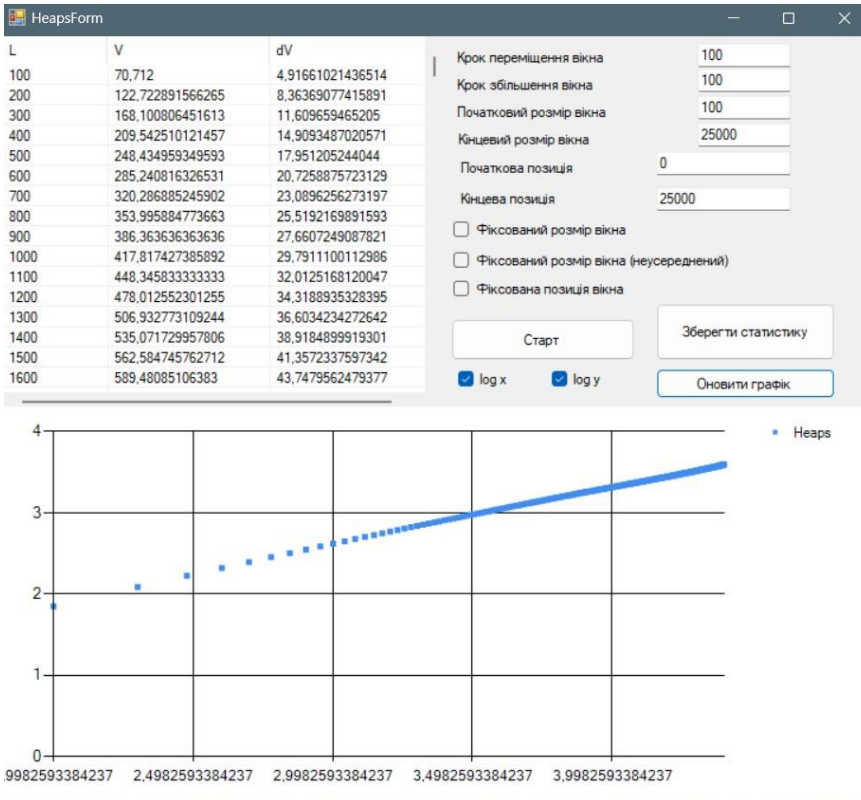 HeapsForm
L V dV
100 70,712 4,91661021436514
200 122,722891566265 8,36369077415891
300 168,100806451613 11,609659465205
400 209,542510121457 14,9093487020571
500 248,434959349593 17,951205244044
600 285,240816326531 20,7258875723129
700 320,286885245902 23,0896256273197
800 353,995884773663 25,5192169891593
900 386,363636363636 27,6607249087821
1000 417,817427385892 29,7911100112986
1100 448,345833333333 32,0125168120047
1200 478,012552301255 34,3188935328395
1300 506,932773109244 36,6034234272642
1400 535,071729957806 38,9184899919301
1500 562,584745762712 41,3572337597342
1600 589,48085106383 43,7479562479377
Крок переміщення вікна 100
Крок збільшення вікна 100
Початковий розмір вікна 100
Кінцевий розмір вікна 25000
Початкова позиція 0
Кінцева позиція 25000
Фіксований розмір вікна
Фіксований розмір вікна (неусереднений)
Фіксована позиція вікна
Старт
Зберегти статистику
log x log y
Оновити графік
Heaps
4
3
2
1
0
,9982593384237 2,4982593384237 2,9982593384237 3,4982593384237 3,9982593384237